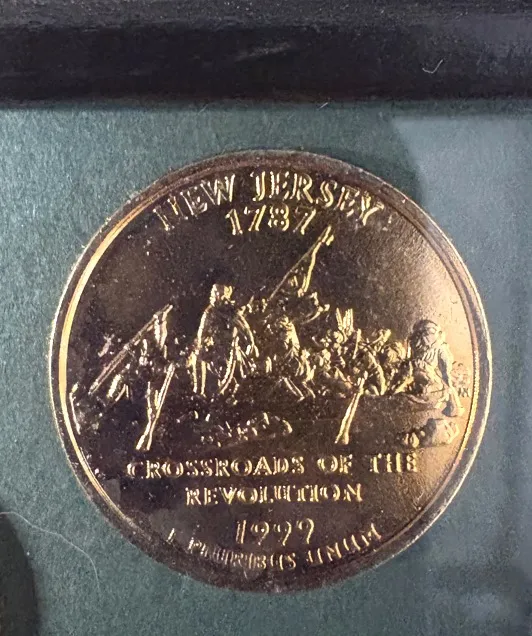 NEW JERSEY
1787
CROSSROADS OF THE
REVOLUTION
1999
E PLURIBUS UNUM